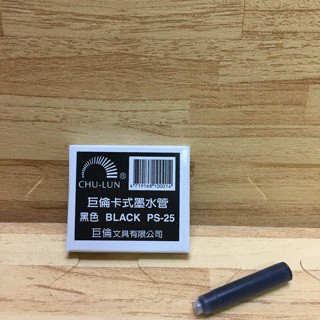 CHU-LUN ®
4719168100014
巨倫卡式墨水管
黑色 BLACK PS-25
巨倫文具有限公司